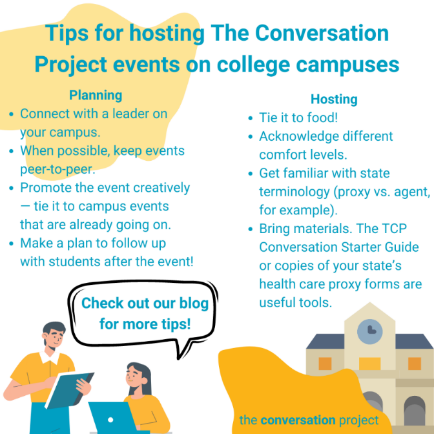 Tips for hosting The Conversation
Project events on college campuses
Planning
• Connect with a leader on
your campus.
• When possible, keep events
peer-to-peer.
• Promote the event creatively
— tie it to campus events
that are already going on.
• Make a plan to follow up
with students after the event!
Hosting
• Tie it to food!
• Acknowledge different
comfort levels.
• Get familiar with state
terminology (proxy vs. agent,
for example).
• Bring materials. The TCP
Conversation Starter Guide
or copies of your state's
health care proxy forms are
useful tools.
Check out our blog
for more tips!
the conversation project